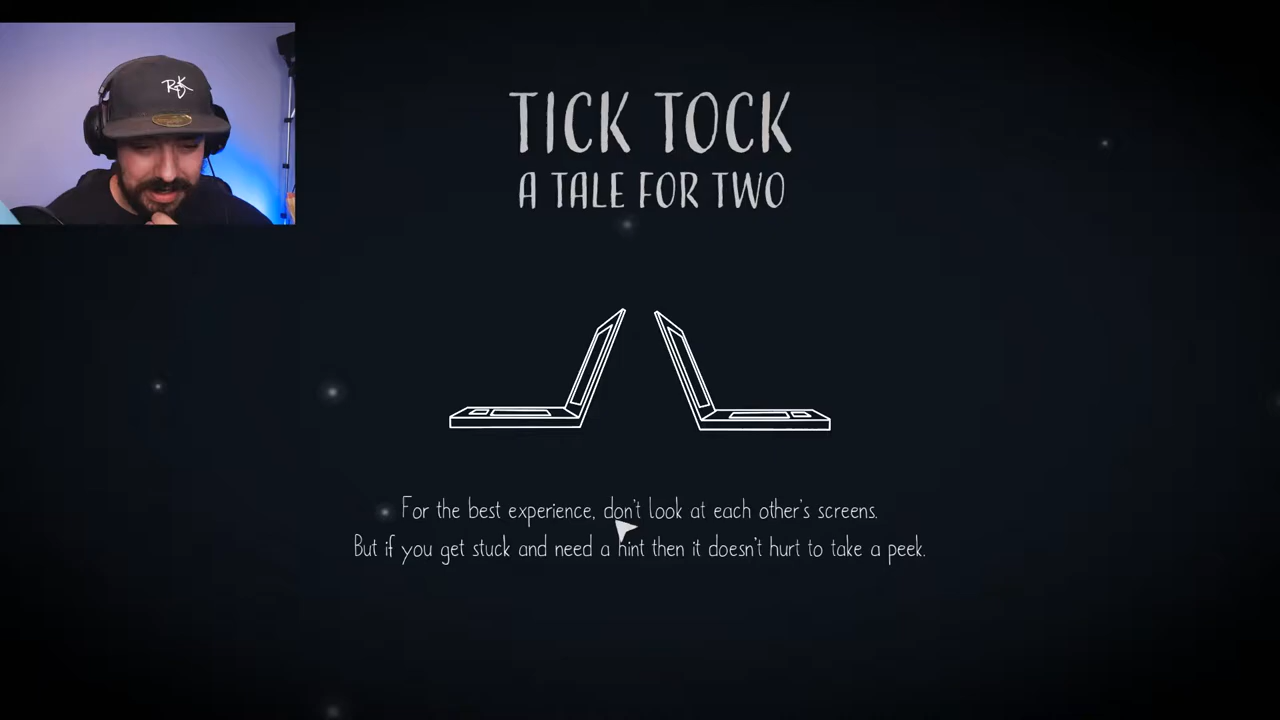 TICK TOCK
A TALE FOR TWO
For the best experience, don't look at each other's screens.
But if you get stuck and need a hint then it doesn't hurt to take a peek.